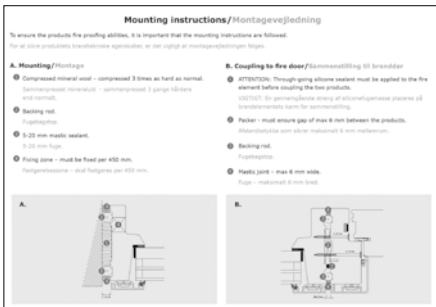 Mounting instructions/Montagevejledning
To ensure the products fire proofing abilities, it is important that the mounting instructions are followed.
For at sikre produktets brandtekniske egenskaber, er det vigtigt at montagevejledningen følges.
A. Mounting/Montage
Compressed mineral wool – compressed 3 times as hard as normal.
Sammenpresset mineraluld – sammenpresset 3 gange hårdere
end normalt.
Backing rod.
Fugebagstop.
5-20 mm mastic sealant.
5-20 mm fuge.
Fixing zone – must be fixed per 450 mm.
Fastgørelseszone – skal fastgøres per 450 mm.
B. Coupling to fire door/Sammenstilling til branddør
ATTENTION: Through-going silicone sealant must be applied to the fire
element before coupling the two products.
VIGTIGT: En gennemgående streng af siliconefugemasse placeres på
brandelementets karm før sammenstilling.
Packer – must ensure gap of max 6 mm between the products.
Afstandsstykke som sikrer maksimalt 6 mm mellemrum.
Backing rod.
Fugebagstop.
Mastic joint – max 6 mm wide.
Fuge – maksimalt 6 mm bred.
A.
B.